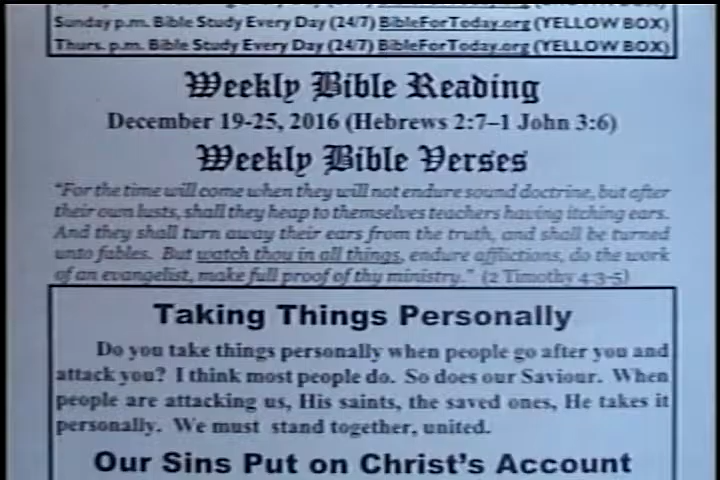 Sunday p.m. Bible Study Every Day (24/7) BibleForToday.org (YELLOW BOX)
Thurs. p.m. Bible Study Every Day (24/7) BibleForToday.org (YELLOW BOX)
Weekly Bible Reading
December 19-25, 2016 (Hebrews 2:7–1 John 3:6)
Weekly Bible Verses
"For the time will come when they will not endure sound doctrine, but after
their own lusts, shall they heap to themselves teachers having itching ears.
And they shall turn away their ears from the truth, and shall be turned
unto fables. But watch thou in all things, endure afflictions, do the work
of an evangelist, make full proof of thy ministry." (2 Timothy 4:3-5)
Taking Things Personally
Do you take things personally when people go after you and
attack you? I think most people do. So does our Saviour. When
people are attacking us, His saints, the saved ones, He takes it
personally. We must stand together, united.
Our Sins Put on Christ's Account